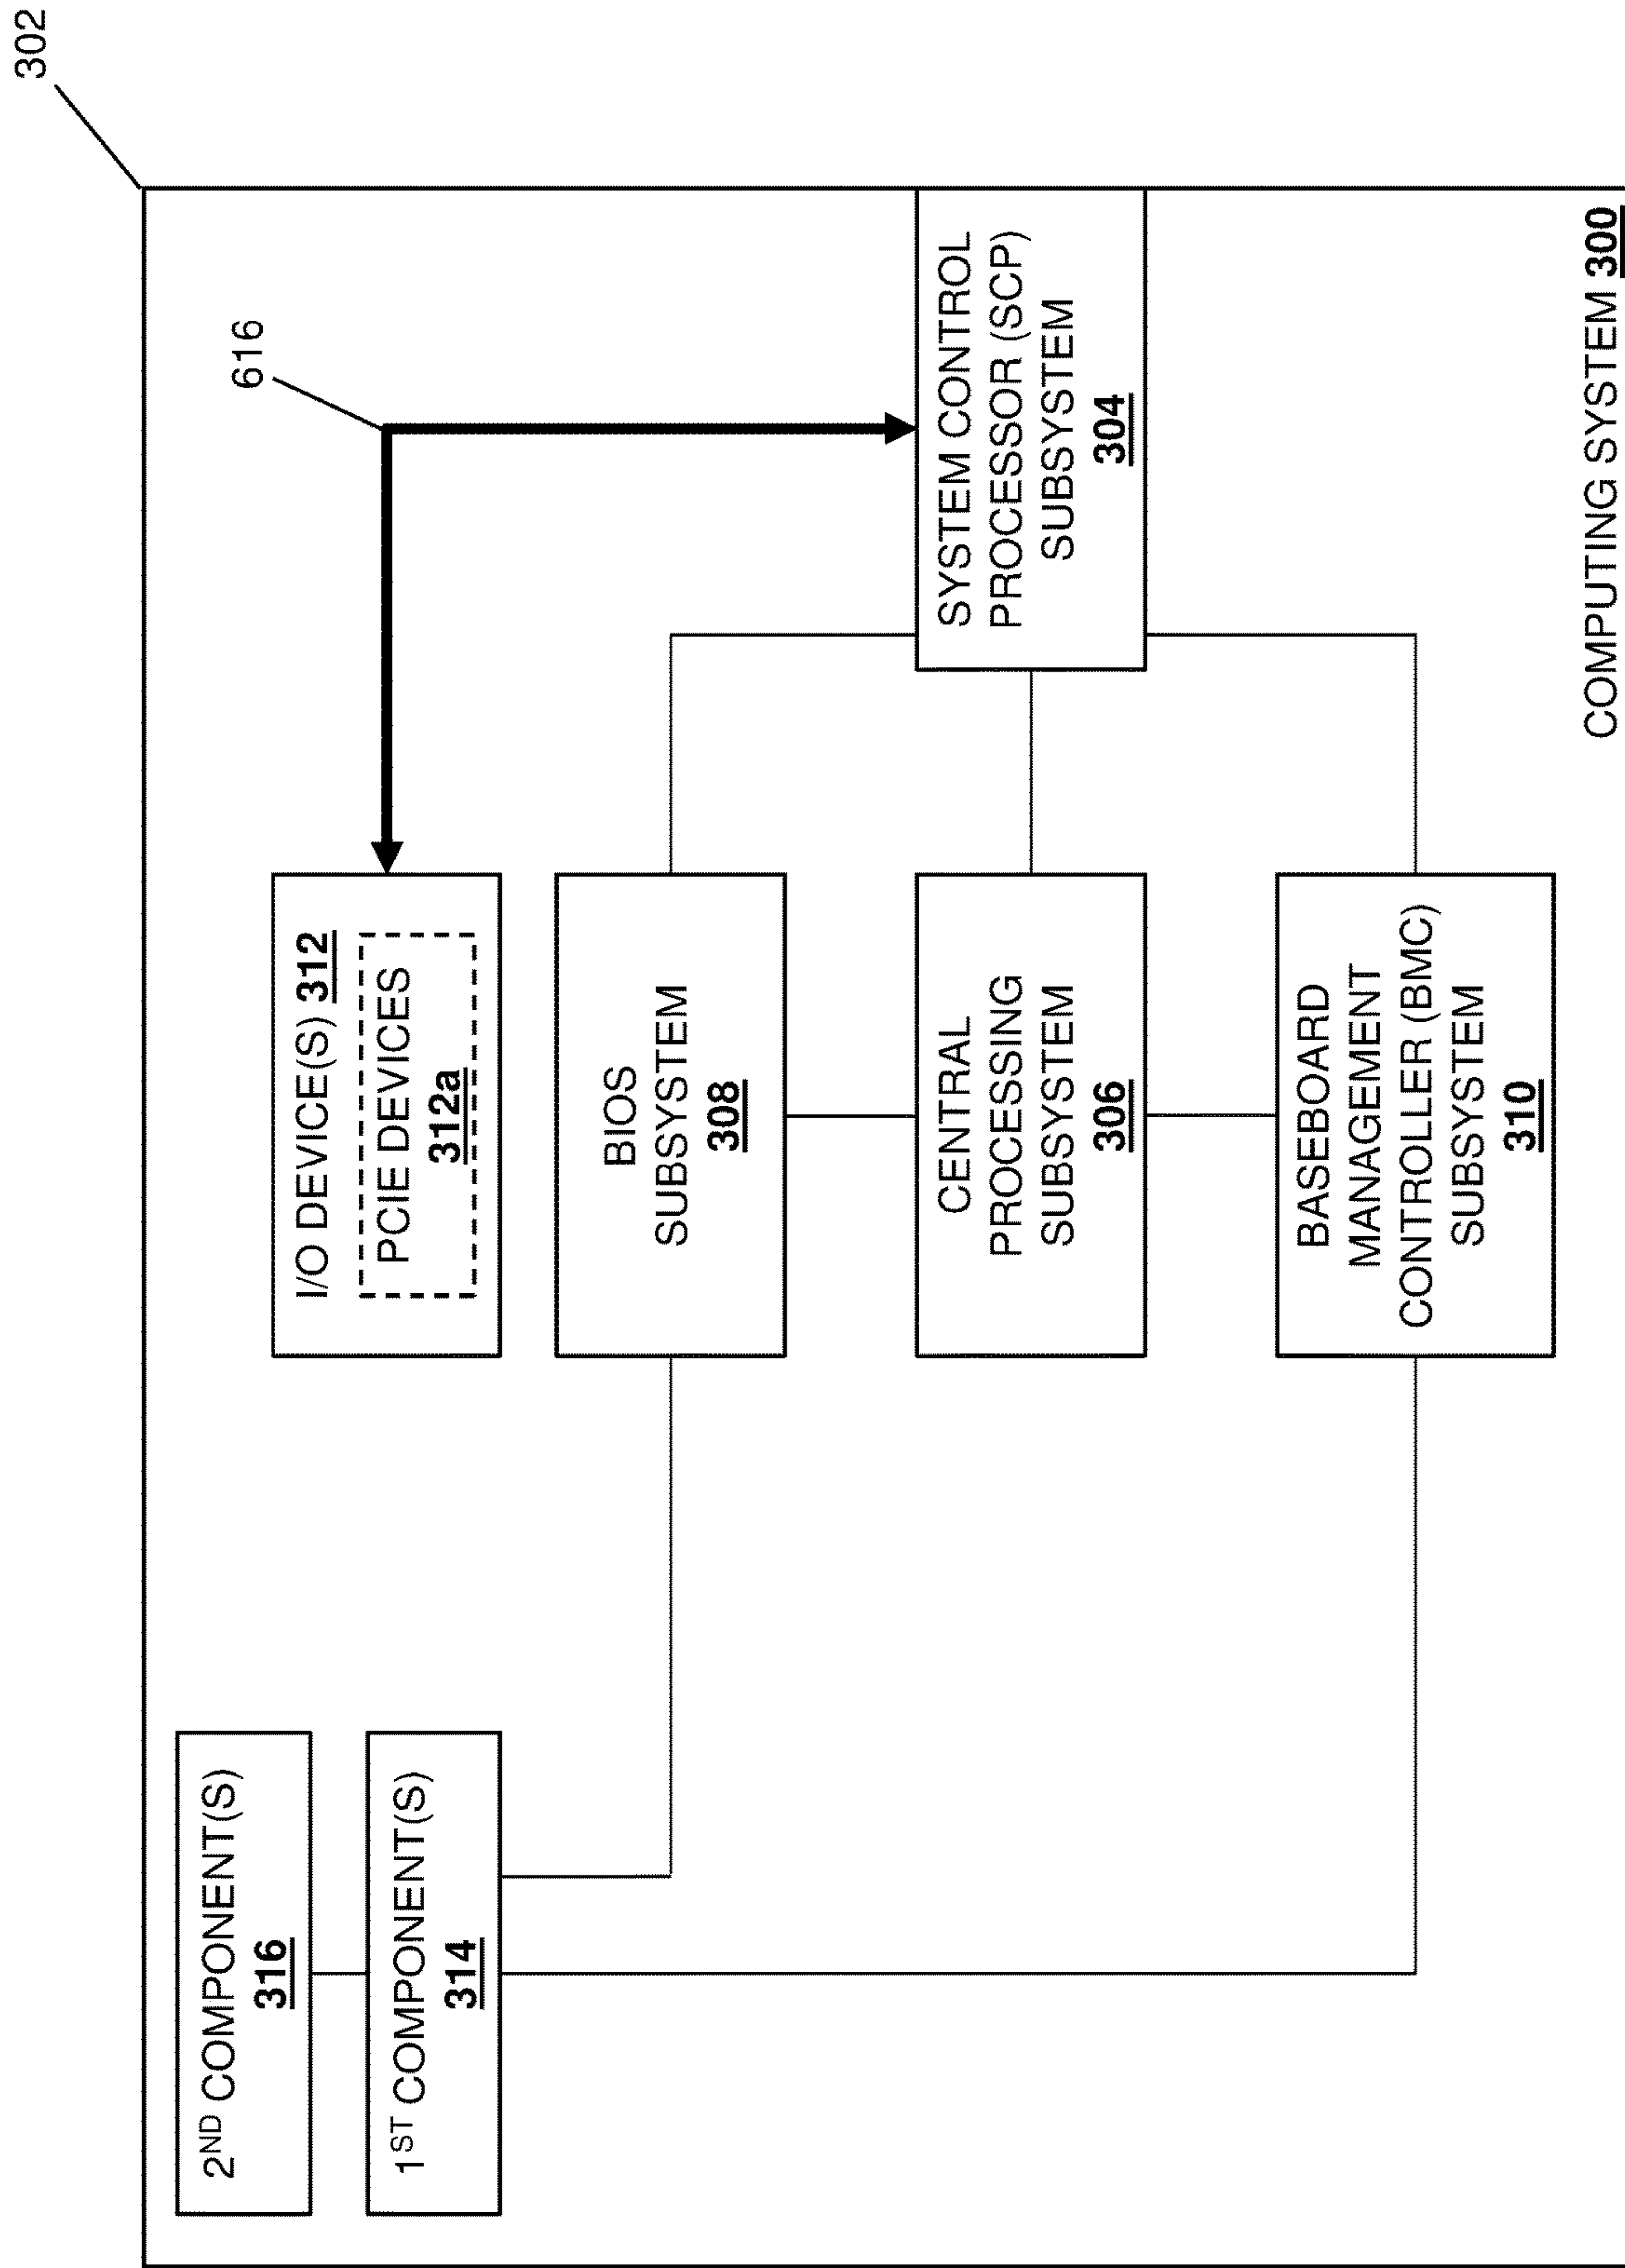 302
2ND COMPONENT(S)
316
1ST COMPONENT(S)
314
616
I/O DEVICE(S) 312
PCIE DEVICES
312a
BIOS
SUBSYSTEM
308
CENTRAL
PROCESSING
SUBSYSTEM
306
SYSTEM CONTROL
PROCESSOR (SCP)
SUBSYSTEM
304
BASEBOARD
MANAGEMENT
CONTROLLER (BMC)
SUBSYSTEM
310
COMPUTING SYSTEM 300